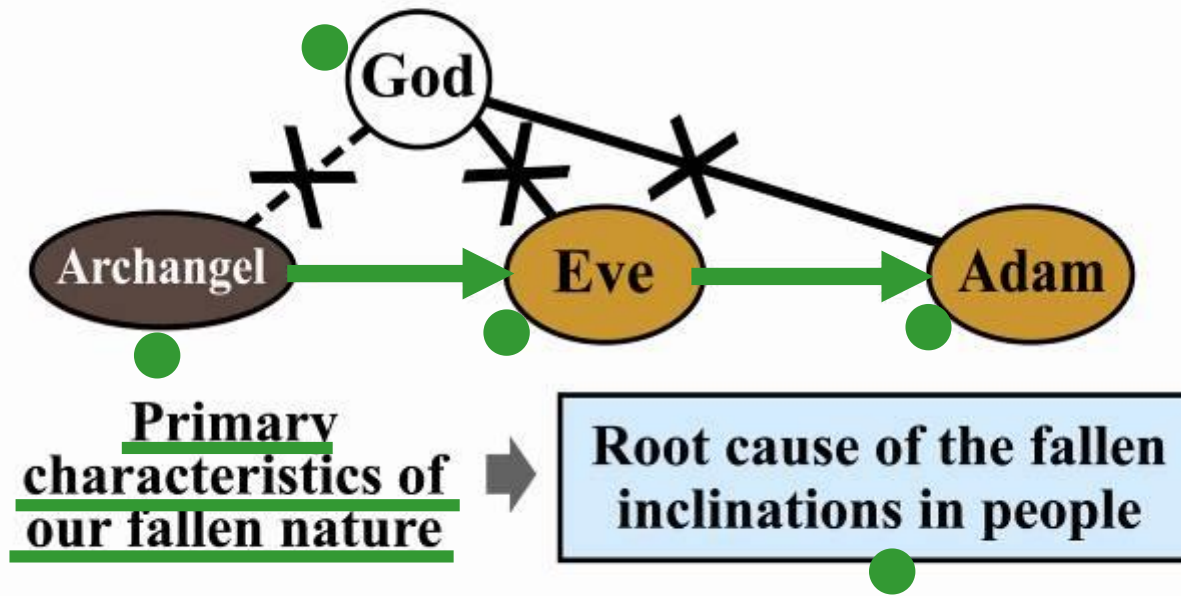 God
Archangel
Eve
Adam
Primary
characteristics of
our fallen nature
Root cause of the fallen
inclinations in people